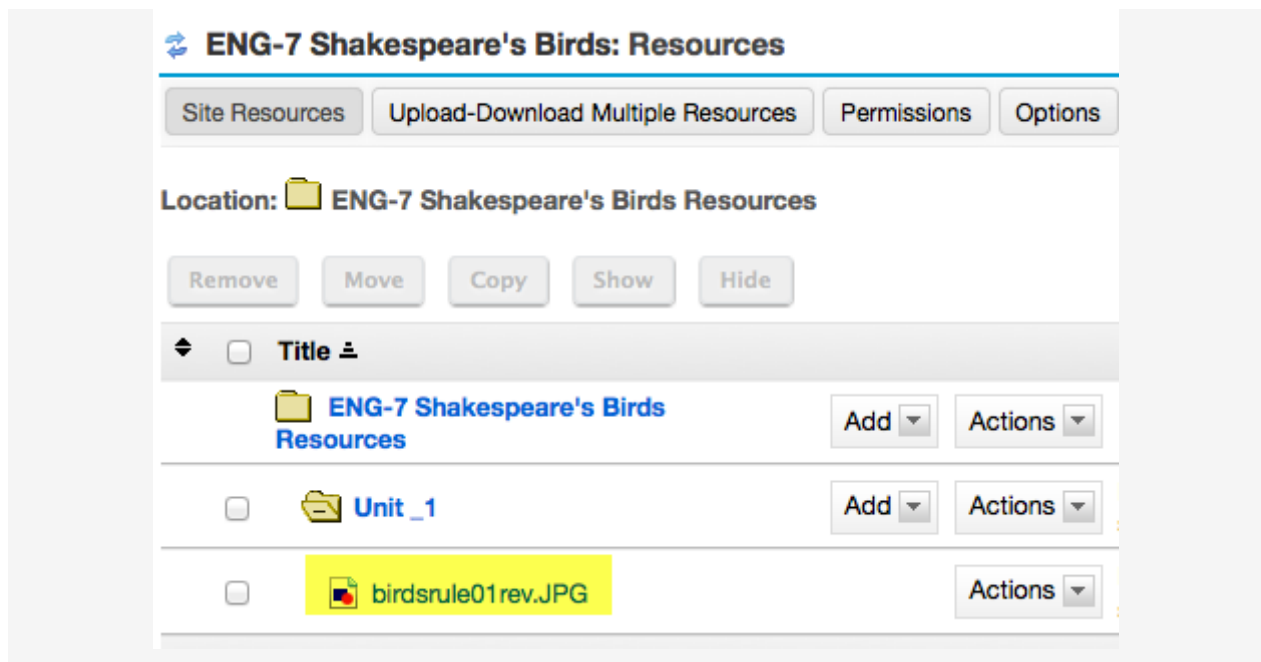 ENG-7 Shakespeare's Birds: Resources
Site Resources Upload-Download Multiple Resources Permissions Options
Location: ENG-7 Shakespeare's Birds Resources
Remove Move Copy Show Hide
Title
ENG-7 Shakespeare's Birds
Resources
Add Actions
Unit _1 Add Actions
birdsrule01rev.JPG Actions